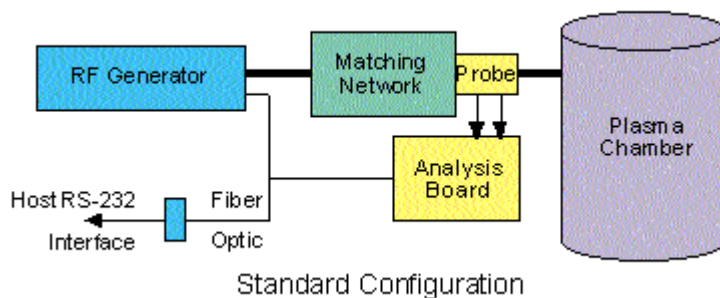 RF Generator
Matching
Network
Probe
Plasma
Chamber
Analysis
Board
Host RS-232
Interface
Fiber
Optic
Standard Configuration